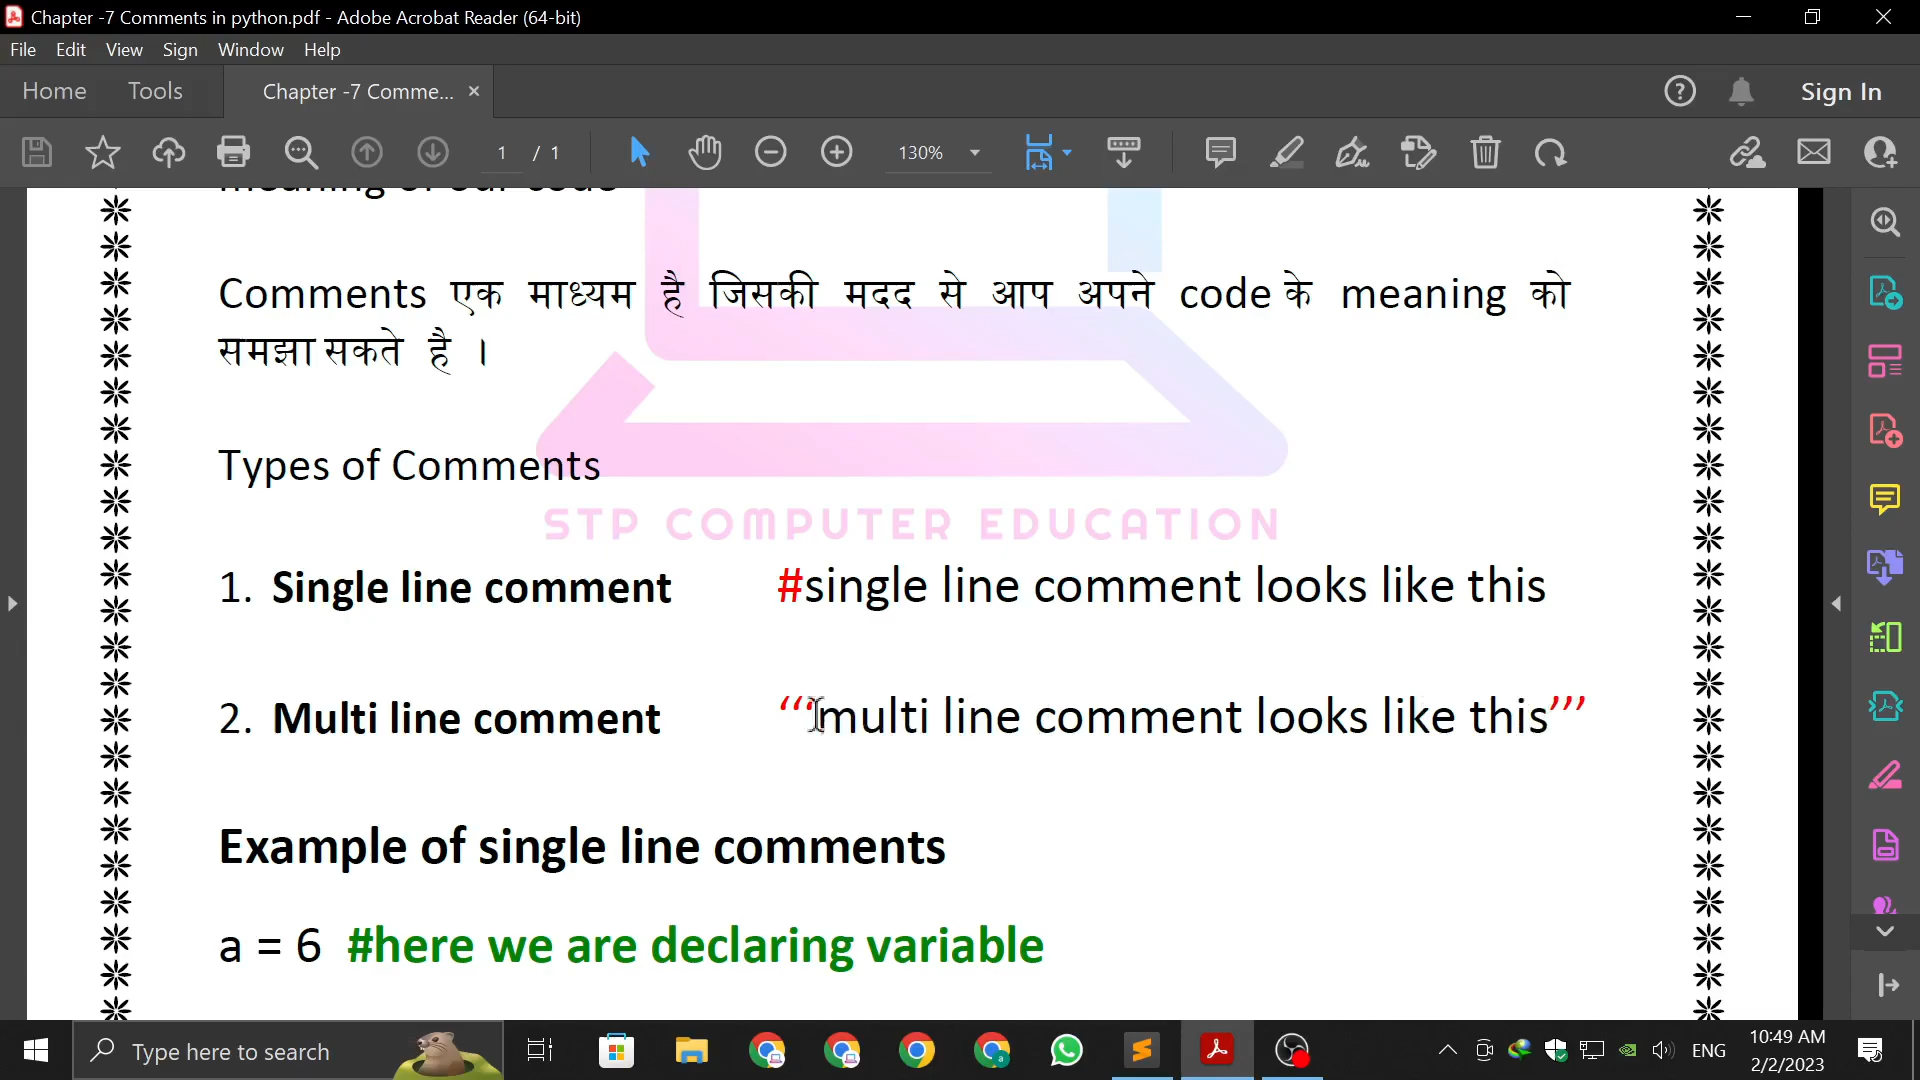 Chapter -7 Comments in python.pdf - Adobe Acrobat Reader (64-bit)
File Edit View Sign Window Help
Home Tools Chapter -7 Comme... × Sign In
1 / 1 130%
meaning of our code
Comments एक माध्यम है जिसकी मदद से आप अपने code के meaning को
समझा सकते है ।
Types of Comments
STP COMPUTER EDUCATION
1. Single line comment #single line comment looks like this
2. Multi line comment ‘‘‘multi line comment looks like this’’’
Example of single line comments
a = 6 #here we are declaring variable
Type here to search ENG 10:49 AM
2/2/2023